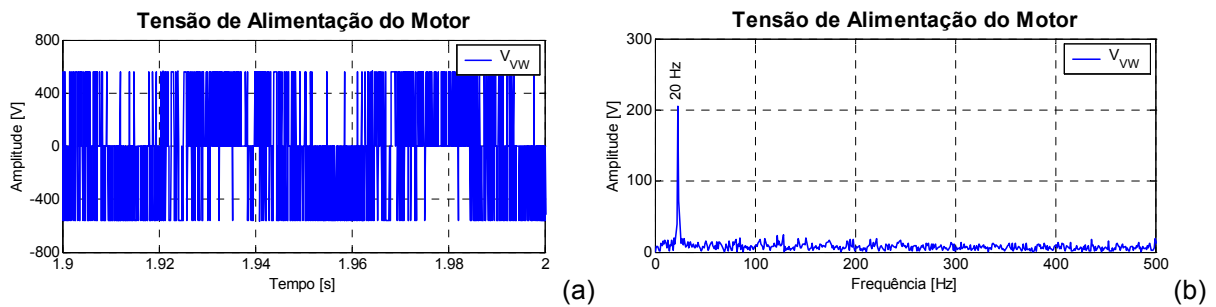 Tensão de Alimentação do Motor
Amplitude [V]
800
400
0
-400
-800
V_VW
1.9
1.92
1.94
1.96
1.98
2
Tempo [s]
(a)
Tensão de Alimentação do Motor
Amplitude [V]
300
200
100
0
20 Hz
V_VW
0
100
200
300
400
500
Frequência [Hz]
(b)